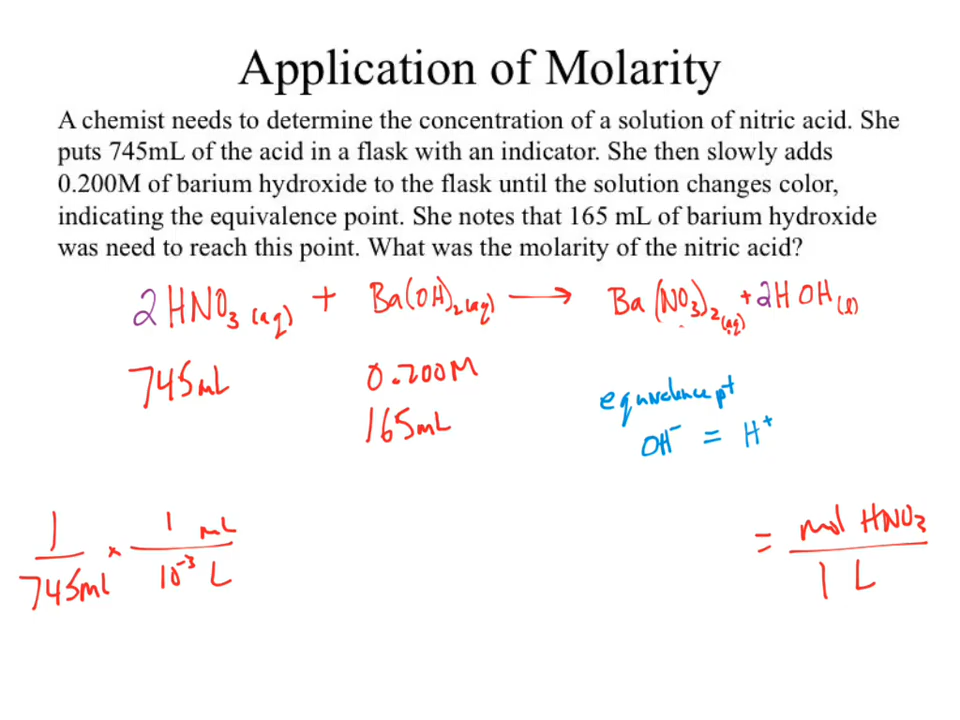 Application of Molarity
A chemist needs to determine the concentration of a solution of nitric acid. She
puts 745mL of the acid in a flask with an indicator. She then slowly adds
0.200M of barium hydroxide to the flask until the solution changes color,
indicating the equivalence point. She notes that 165 mL of barium hydroxide
was need to reach this point. What was the molarity of the nitric acid?
2HNO₃ (aq) + Ba(OH)₂(aq) → Ba(NO₃)₂(aq) + 2HOH(l)
745mL 0.200M
165mL
equivalence pt
OH⁻ = H⁺
1/745ml × 1 mL/10⁻³ L = mol HNO₃/1 L